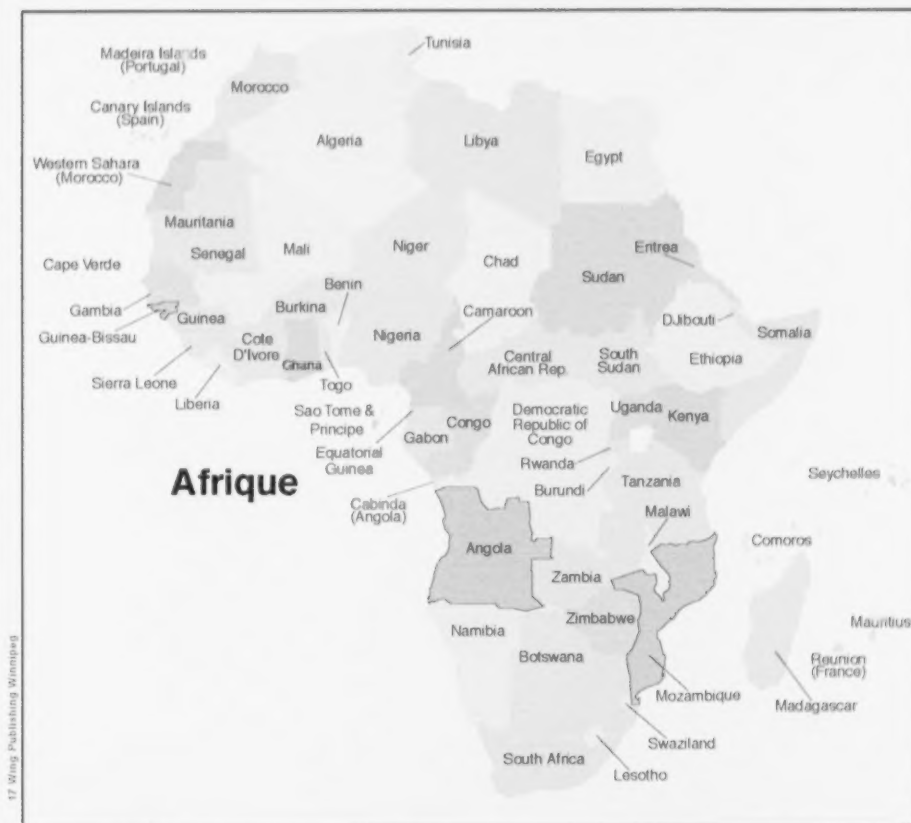 Tunisia
Madeira Islands
(Portugal)
Morocco
Canary Islands
(Spain)
Algeria
Libya
Egypt
Western Sahara
(Morocco)
Mauritania
Senegal
Mali
Niger
Chad
Eritrea
Sudan
Cape Verde
Benin
Gambia
Burkina
Camaroon
DJibouti
Somalia
Guinea
Guinea-Bissau
Cote
D'Ivore
Nigeria
Ghana
Central
African Rep.
South
Sudan
Ethiopia
Sierra Leone
Togo
Liberia
Sao Tome &
Principe
Congo
Democratic
Republic of
Congo
Uganda
Kenya
Gabon
Equatorial
Guinea
Rwanda
Afrique
Burundi
Tanzania
Seychelles
Cabinda
(Angola)
Malawi
Angola
Comoros
Zambia
Zimbabwe
Mauritius
Namibia
Botswana
Reunion
(France)
Mozambique
Madagascar
Swaziland
South Africa
Lesotho
17 Wing Publishing Winnipeg